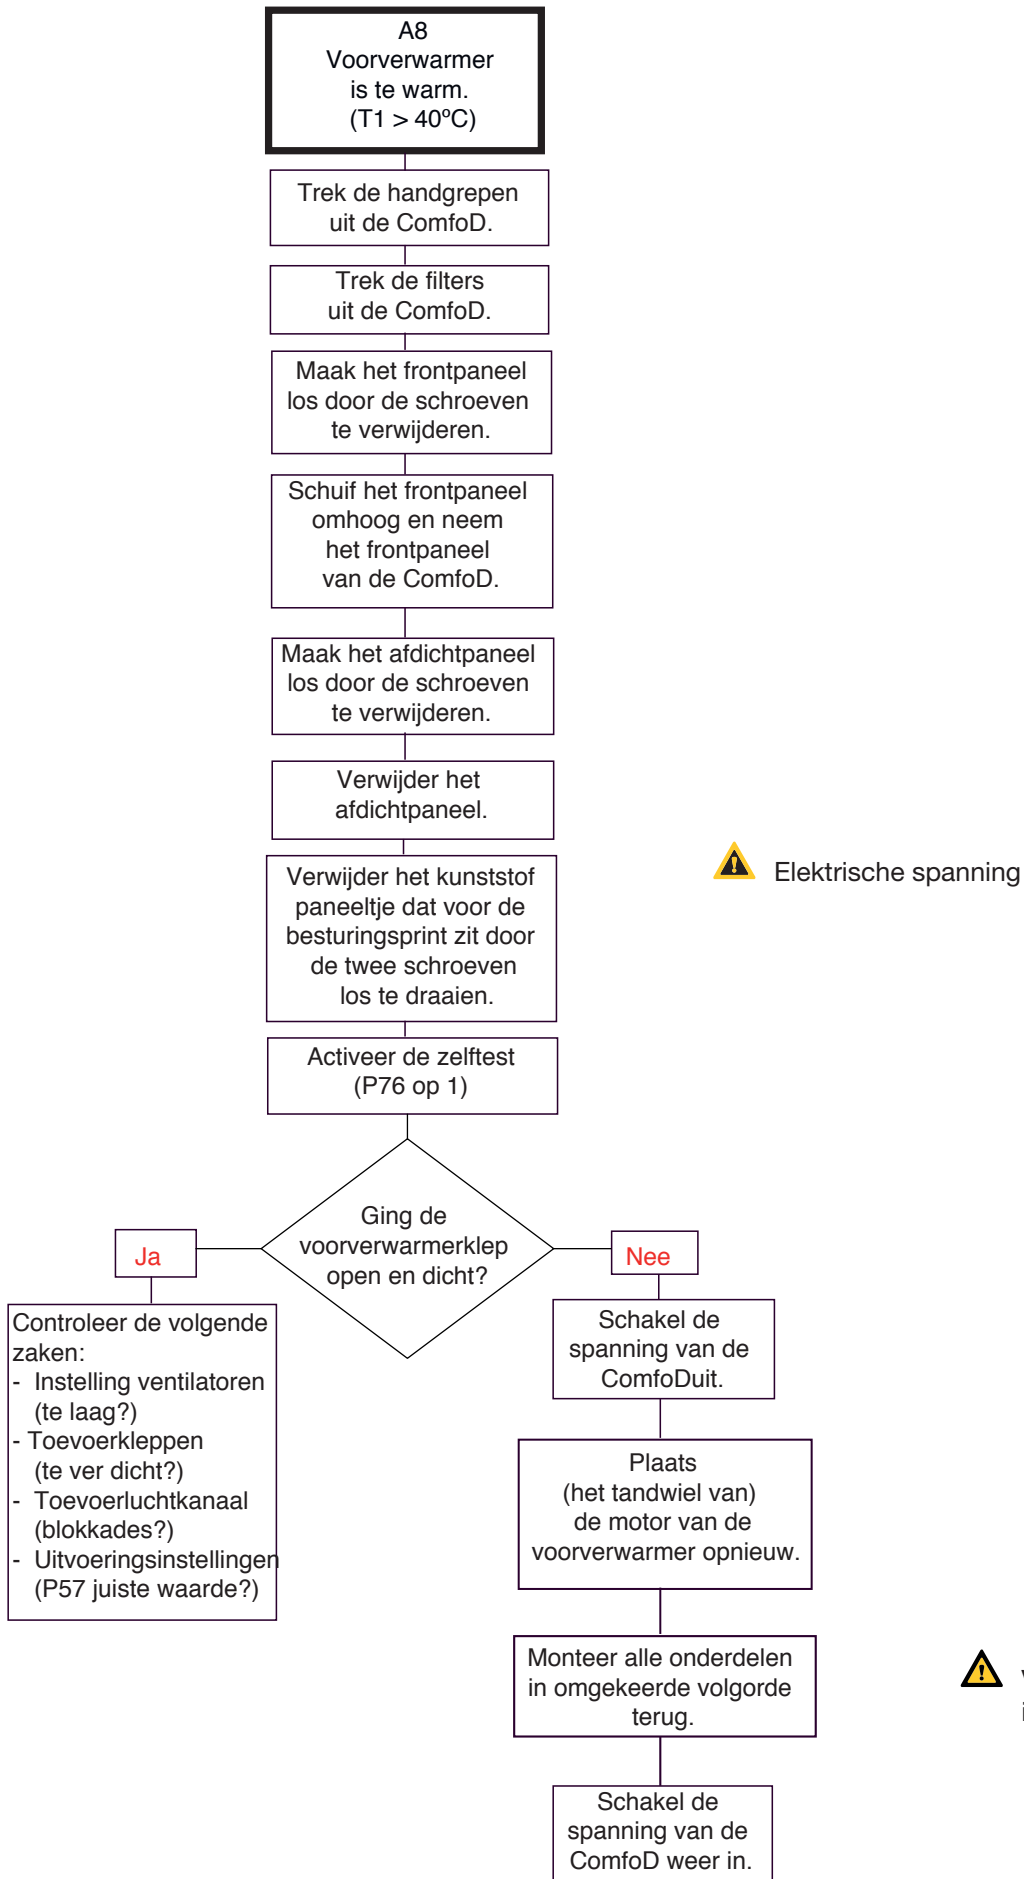 A8
Voorverwarmer
is te warm.
(T1 > 40ºC)
Trek de handgrepen
uit de ComfoD.
Trek de filters
uit de ComfoD.
Maak het frontpaneel
los door de schroeven
te verwijderen.
Schuif het frontpaneel
omhoog en neem
het frontpaneel
van de ComfoD.
Maak het afdichtpaneel
los door de schroeven
te verwijderen.
Verwijder het
afdichtpaneel.
Elektrische spanning
Verwijder het kunststof
paneeltje dat voor de
besturingsprint zit door
de twee schroeven
los te draaien.
Activeer de zelftest
(P76 op 1)
Ging de
voorverwarmerklep
open en dicht?
Ja
Controleer de volgende
zaken:
- Instelling ventilatoren
(te laag?)
- Toevoerkleppen
(te ver dicht?)
- Toevoerluchtkanaal
(blokkades?)
- Uitvoeringsinstellingen
(P57 juiste waarde?)
Nee
Schakel de
spanning van de
ComfoDuit.
Plaats
(het tandwiel van)
de motor van de
voorverwarmer opnieuw.
Monteer alle onderdelen
in omgekeerde volgorde
terug.
Schakel de
spanning van de
ComfoD weer in.